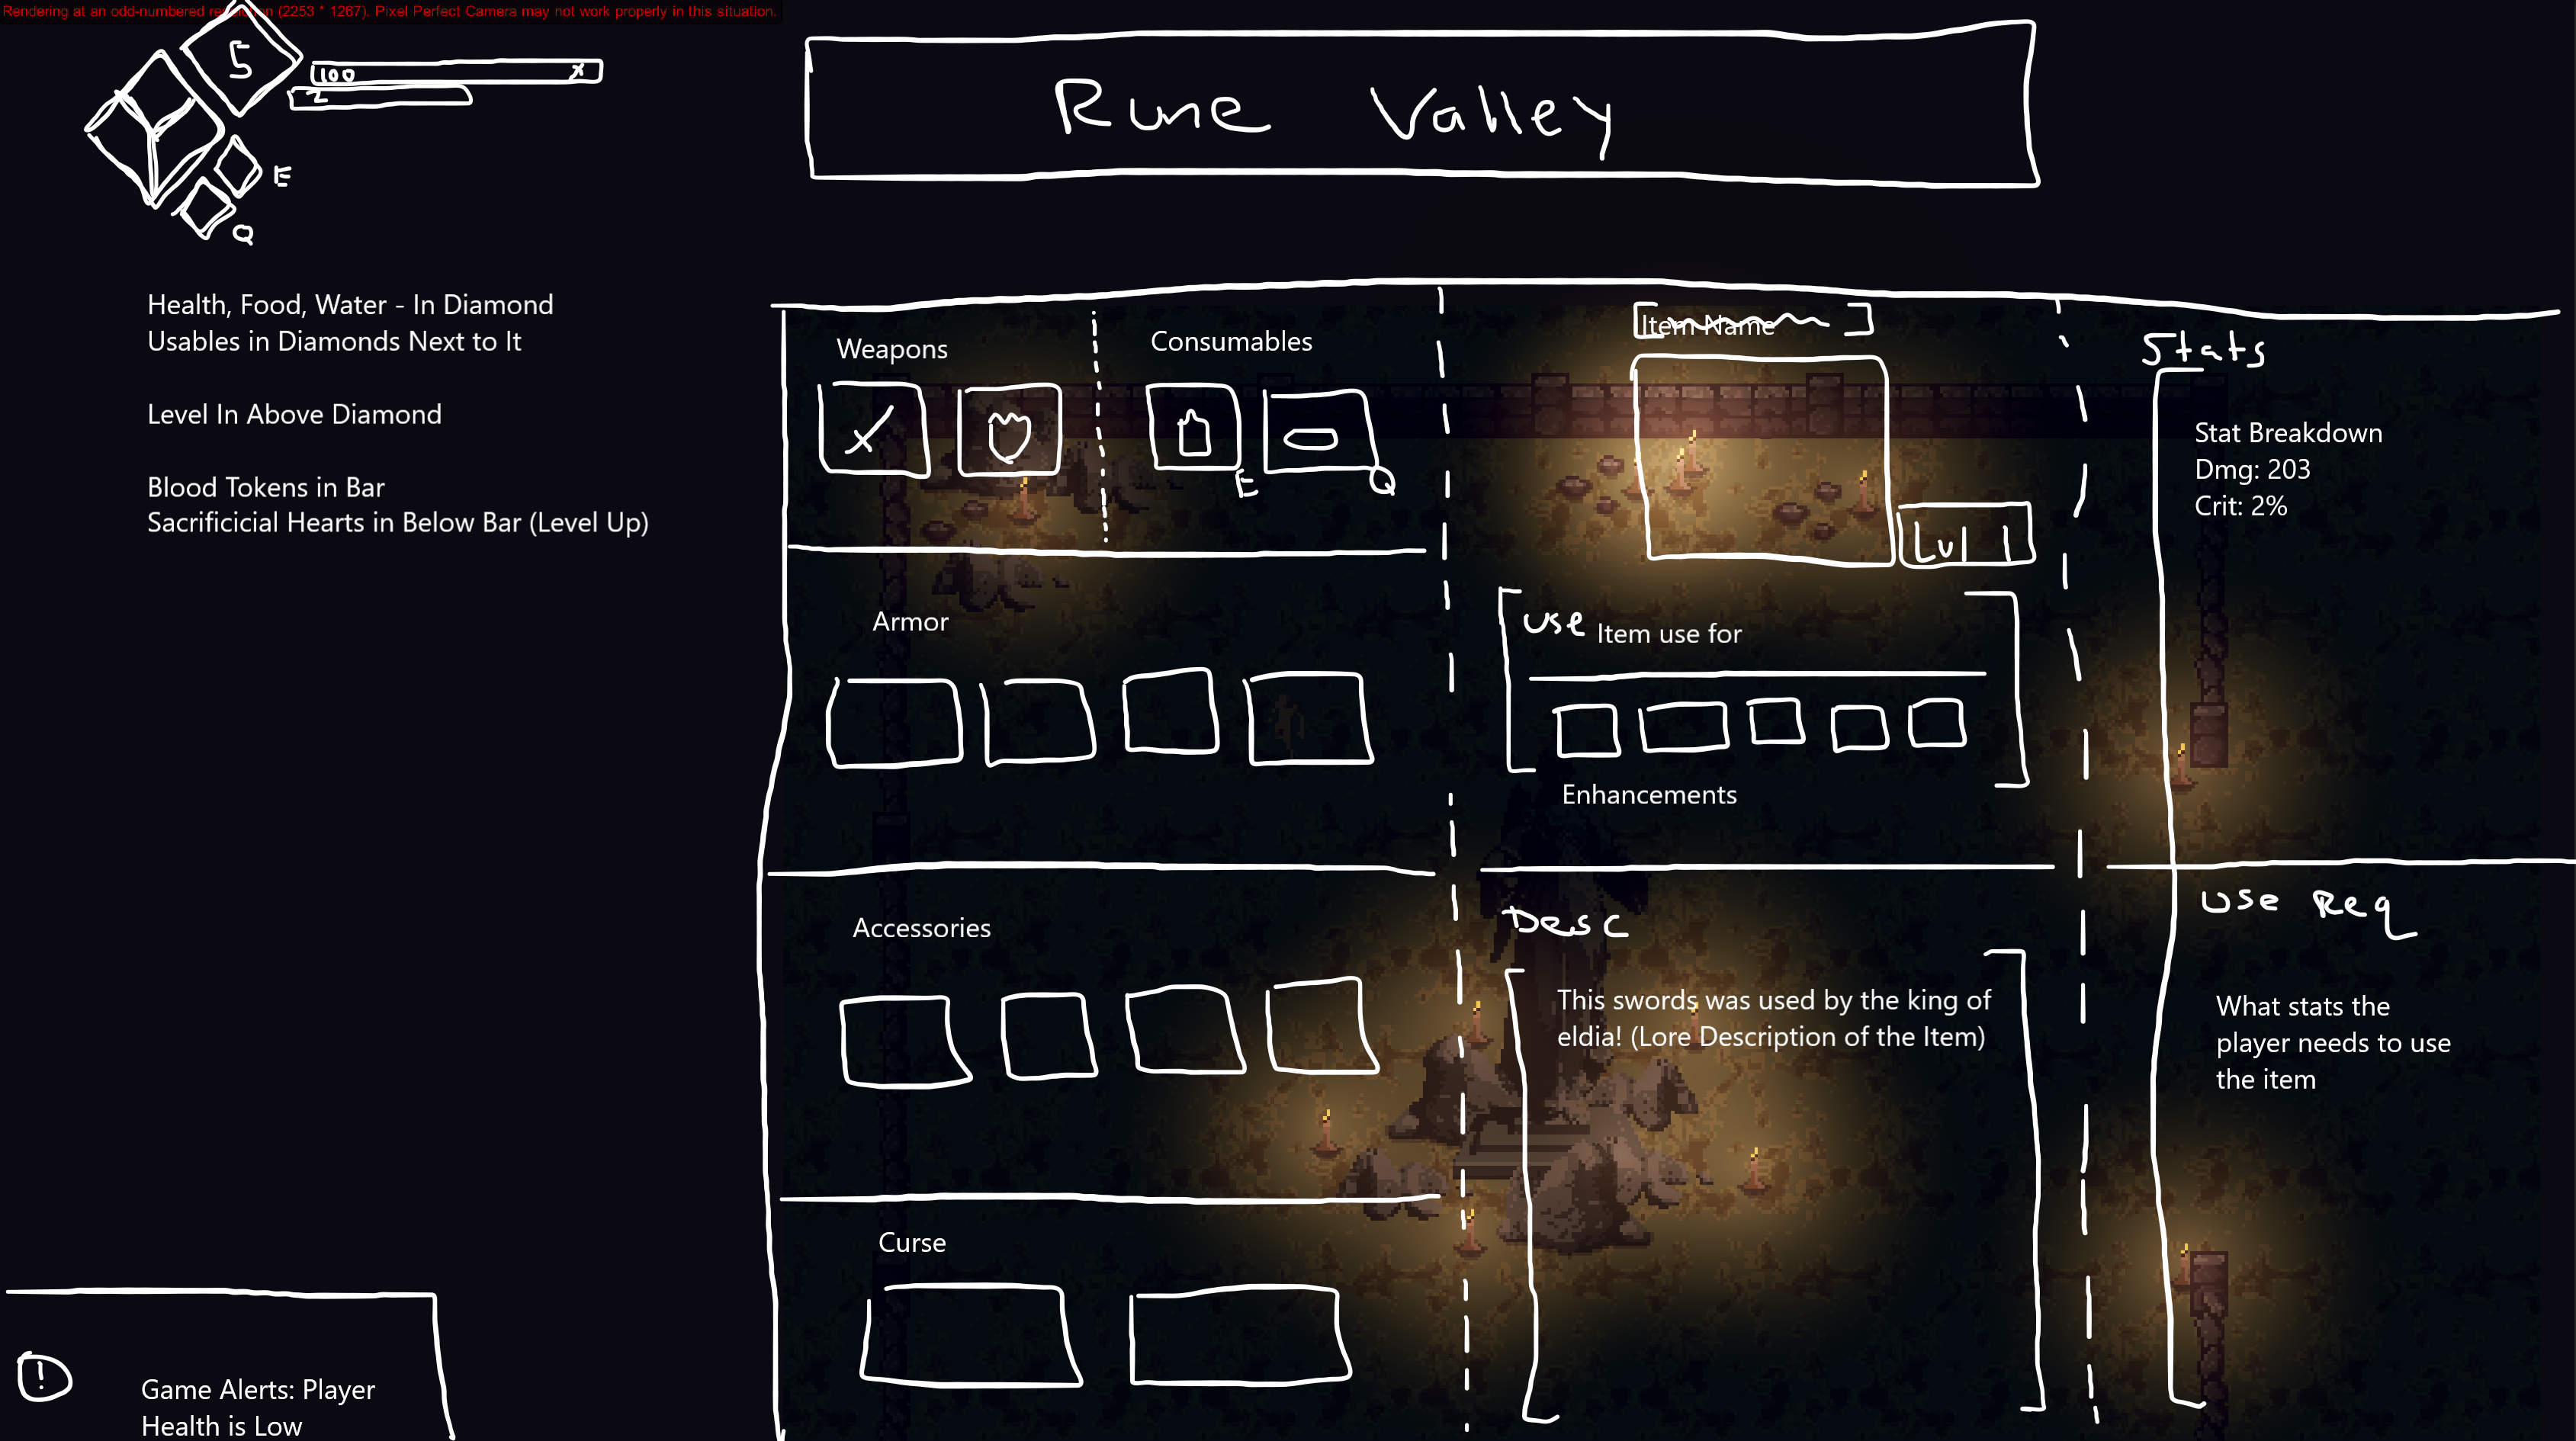 Rendering at an odd-numbered resolution (2253 * 1267). Pixel Perfect Camera may not work properly in this situation.
5
100 X
2
E
Q
Rune Valley
Health, Food, Water - In Diamond
Usables in Diamonds Next to It
Level In Above Diamond
Blood Tokens in Bar
Sacrificicial Hearts in Below Bar (Level Up)
Weapons
Consumables
E
Q
Armor
Accessories
Curse
Item Name
Lvl 1
Use Item use for
Enhancements
Desc
This swords was used by the king of
eldia! (Lore Description of the Item)
Stats
Stat Breakdown
Dmg: 203
Crit: 2%
Use Req
What stats the
player needs to use
the item
!
Game Alerts: Player
Health is Low